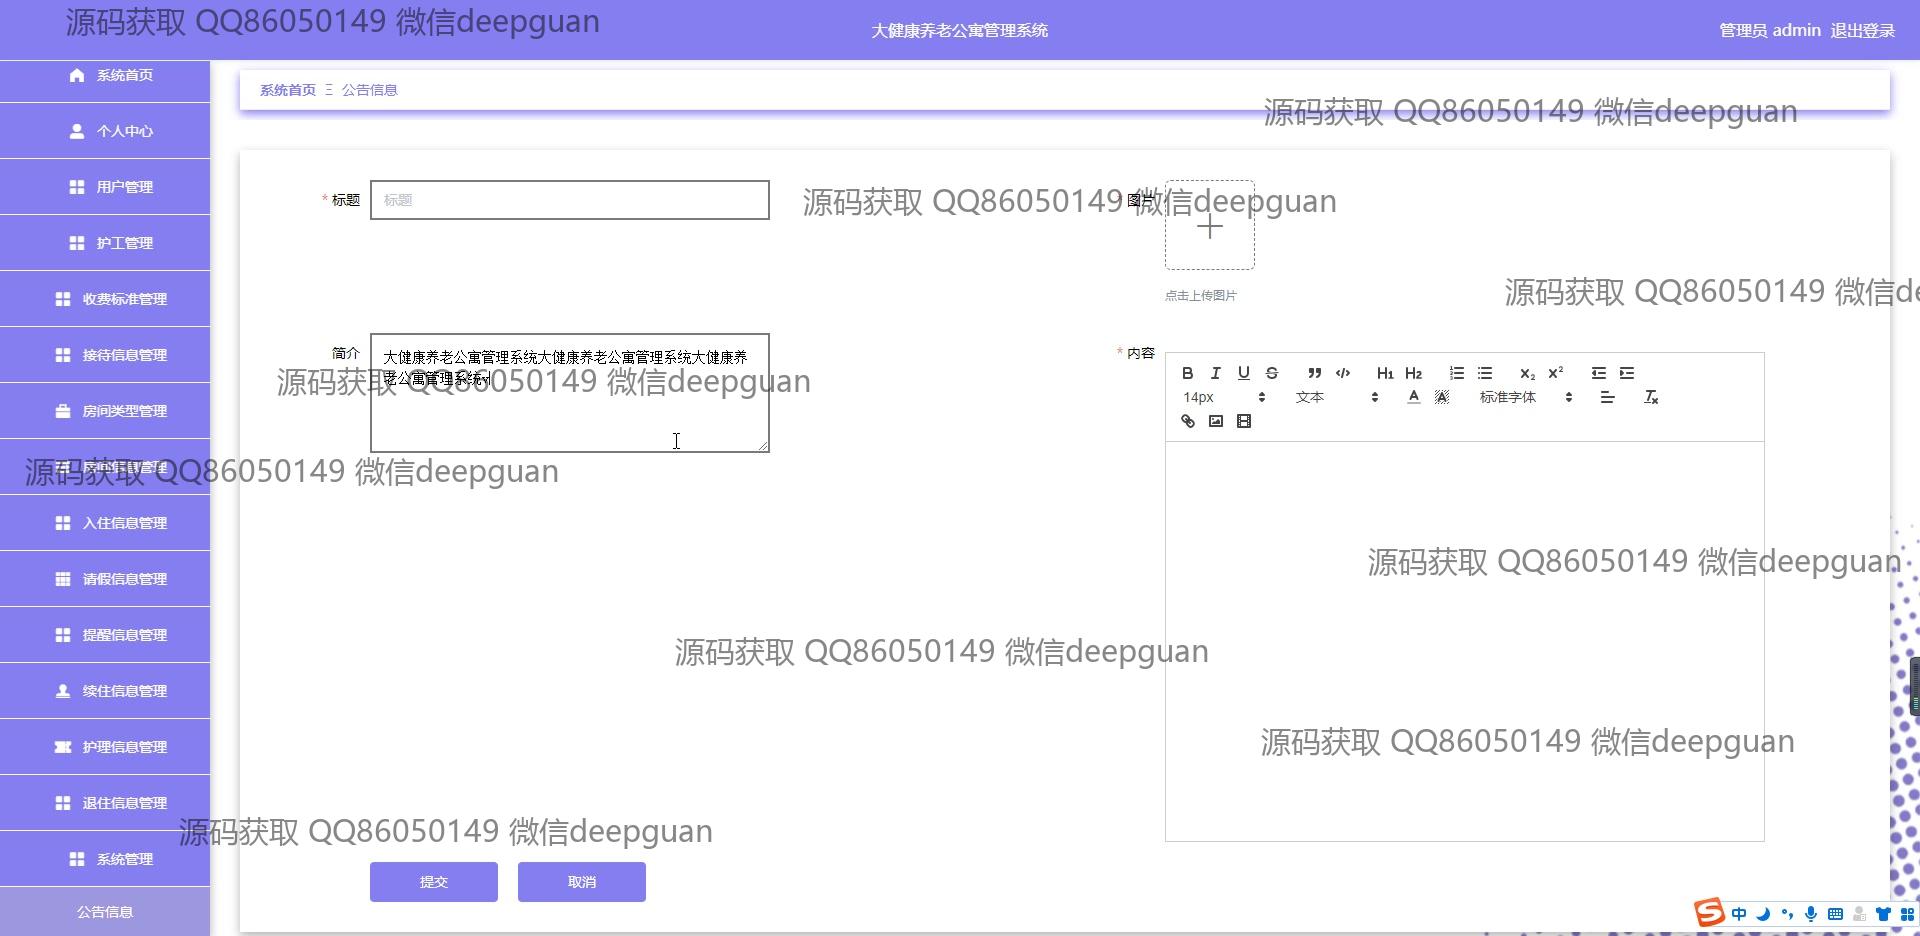 源码获取 QQ86050149 微信deepguan
大健康养老公寓管理系统
管理员 admin 退出登录
系统首页
个人中心
用户管理
护工管理
收费标准管理
接待信息管理
房间类型管理
房间信息管理
入住信息管理
请假信息管理
提醒信息管理
续住信息管理
护理信息管理
退住信息管理
系统管理
公告信息
系统首页 Ξ 公告信息
源码获取 QQ86050149 微信deepguan
* 标题
标题
源码获取 QQ86050149 微信deepguan
* 图片
点击上传图片
源码获取 QQ86050149 微信de
简介
大健康养老公寓管理系统大健康养老公寓管理系统大健康养
老公寓管理系统
源码获取 QQ86050149 微信deepguan
* 内容
B I U S ” </> H1 H2 X2 X2
14px 文本 A A 标准字体 Tx
源码获取 QQ86050149 微信deepguan
源码获取 QQ86050149 微信deepguan
源码获取 QQ86050149 微信deepguan
源码获取 QQ86050149 微信deepguan
源码获取 QQ86050149 微信deepguan
提交 取消
S 中